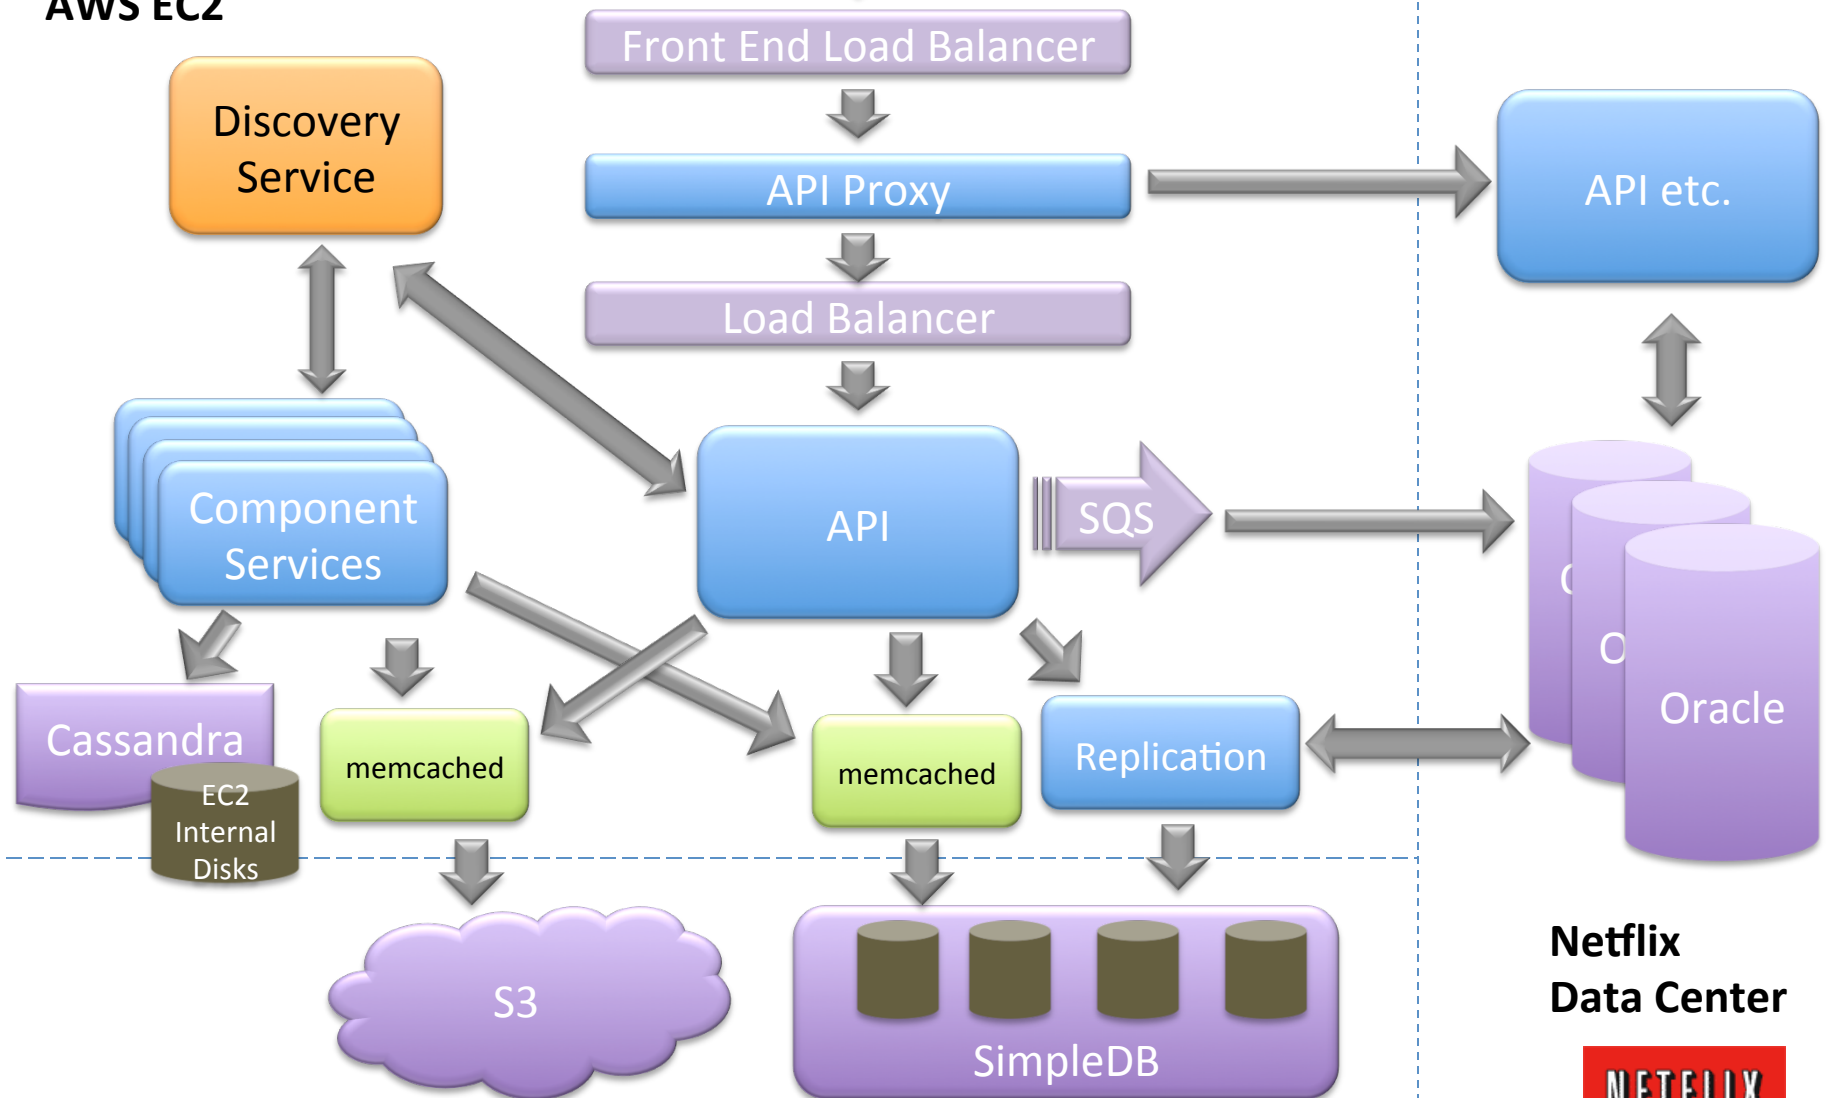 AWS EC2
Front End Load Balancer
Discovery
Service
API Proxy
API etc.
Load Balancer
Component
Services
API
SQS
O
Oracle
Cassandra
memcached
memcached
Replication
EC2
Internal
Disks
S3
SimpleDB
Netflix
Data Center
NETFLIX